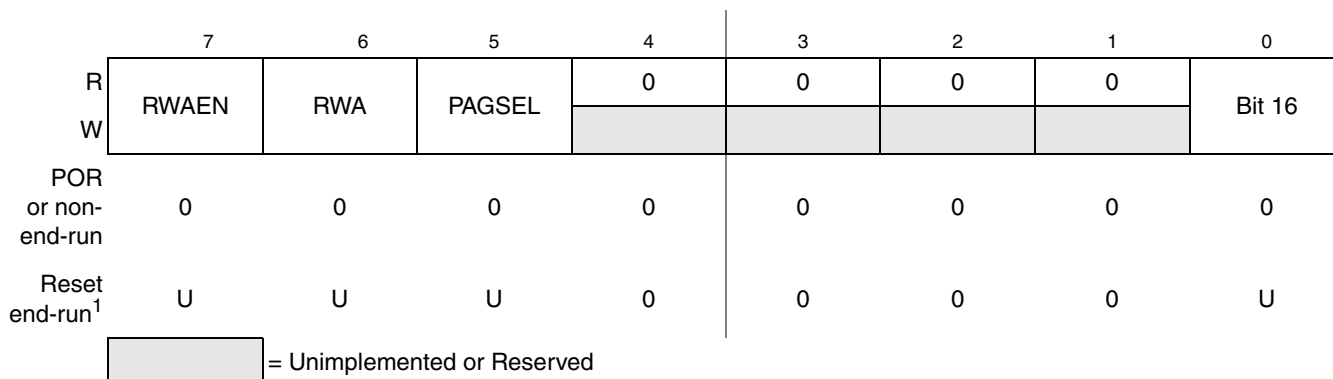 7 6 5 4 3 2 1 0
R RWAEN RWA PAGSEL 0 0 0 0 Bit 16
W
POR
or non-
end-run 0 0 0 0 0 0 0 0
Reset
end-run1 U U U 0 0 0 0 U
= Unimplemented or Reserved